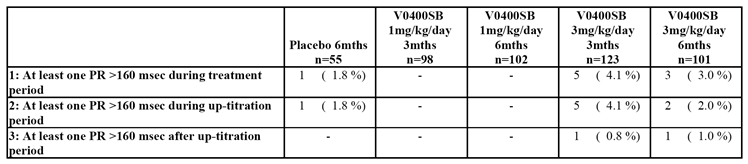 Placebo 6mths
n=55
V0400SB
1mg/kg/day
3mths
n=98
V0400SB
1mg/kg/day
6mths
n=102
V0400SB
3mg/kg/day
3mths
n=123
V0400SB
3mg/kg/day
6mths
n=101
1: At least one PR >160 msec during treatment
period
1 ( 1.8 %)
-
-
5 ( 4.1 %)
3 ( 3.0 %)
2: At least one PR >160 msec during up-titration
period
1 ( 1.8 %)
-
-
5 ( 4.1 %)
2 ( 2.0 %)
3: At least one PR >160 msec after up-titration
period
-
-
-
1 ( 0.8 %)
1 ( 1.0 %)